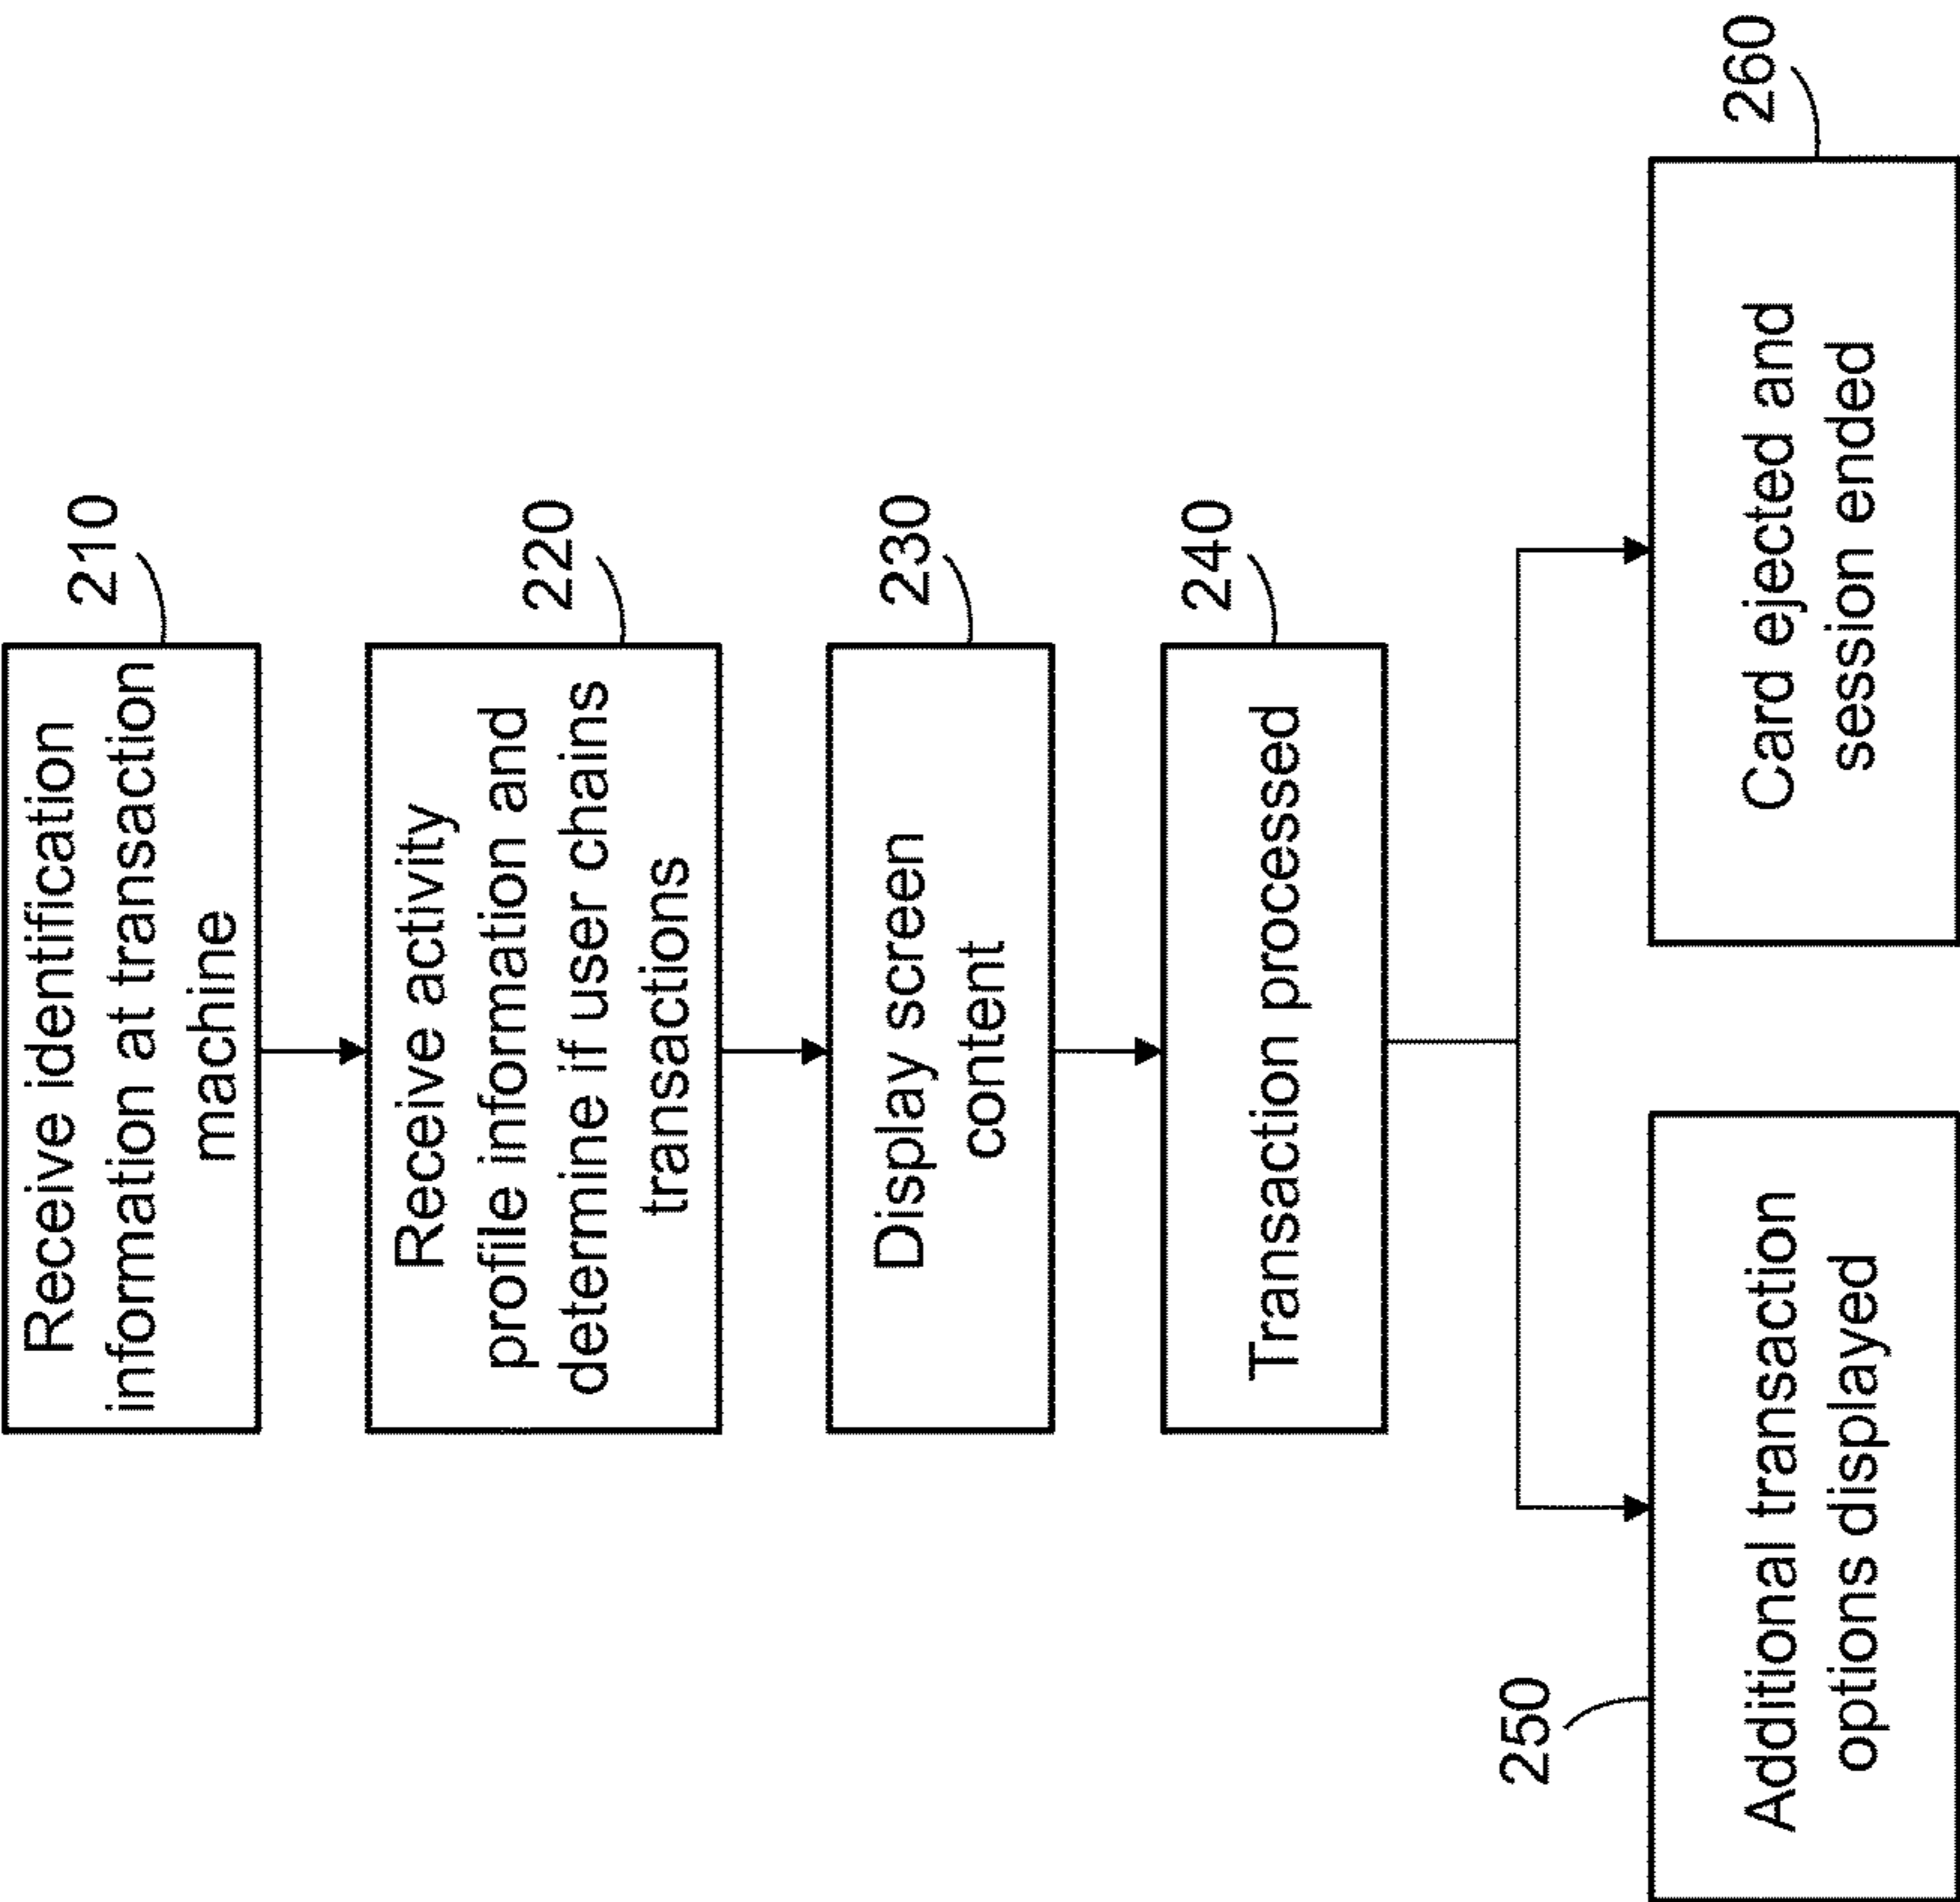 Receive identification
information at transaction
machine
210
Receive activity
profile information and
determine if user chains
transactions
220
Display screen
content
230
Transaction processed
240
250
Additional transaction
options displayed
260
Card ejected and
session ended